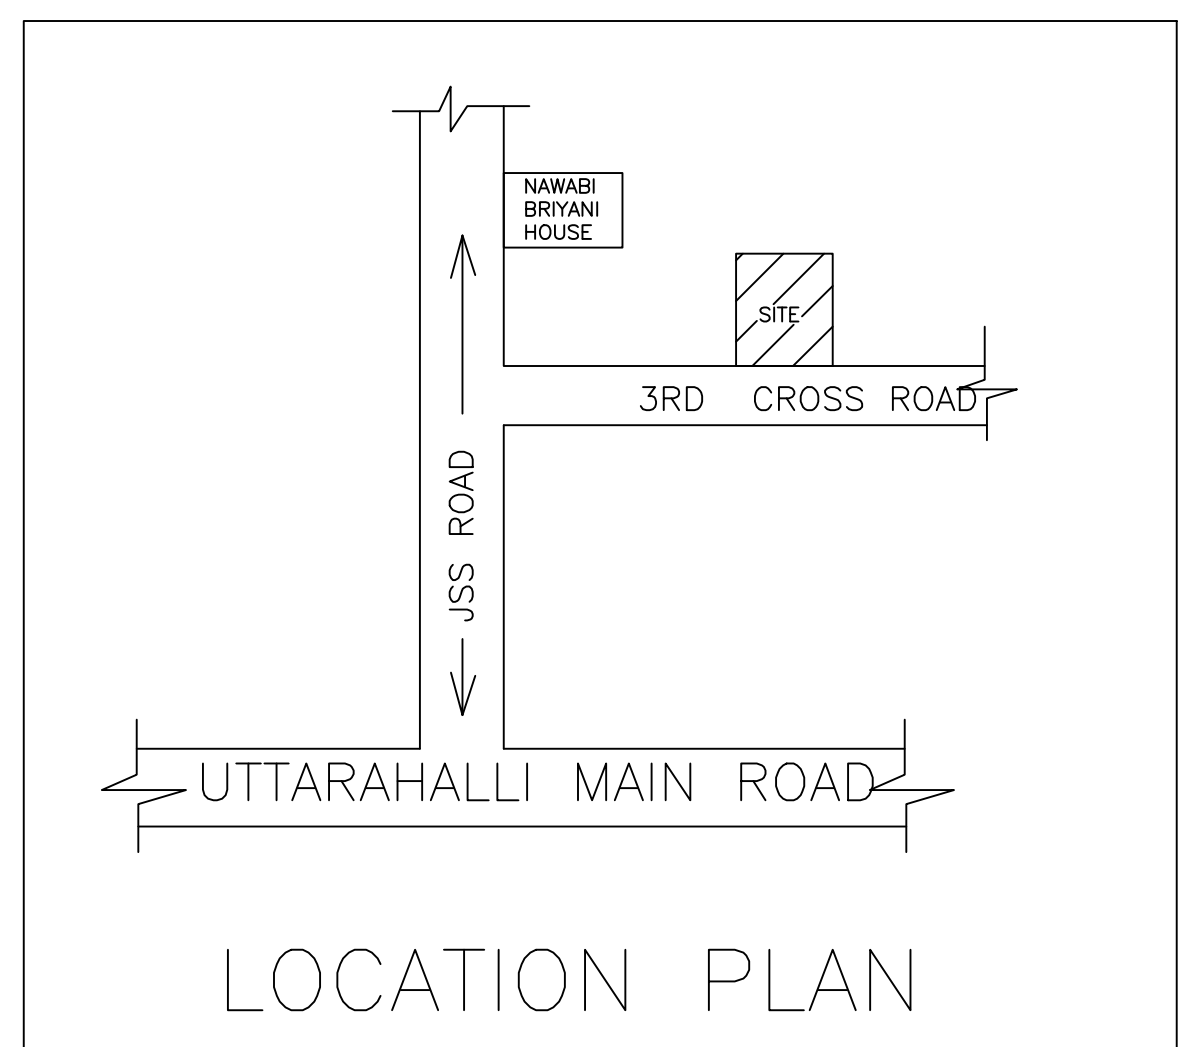 NAWABI
BRIYANI
HOUSE
SITE
3RD CROSS ROAD
JSS ROAD
UTTARAHALLI MAIN ROAD
LOCATION PLAN